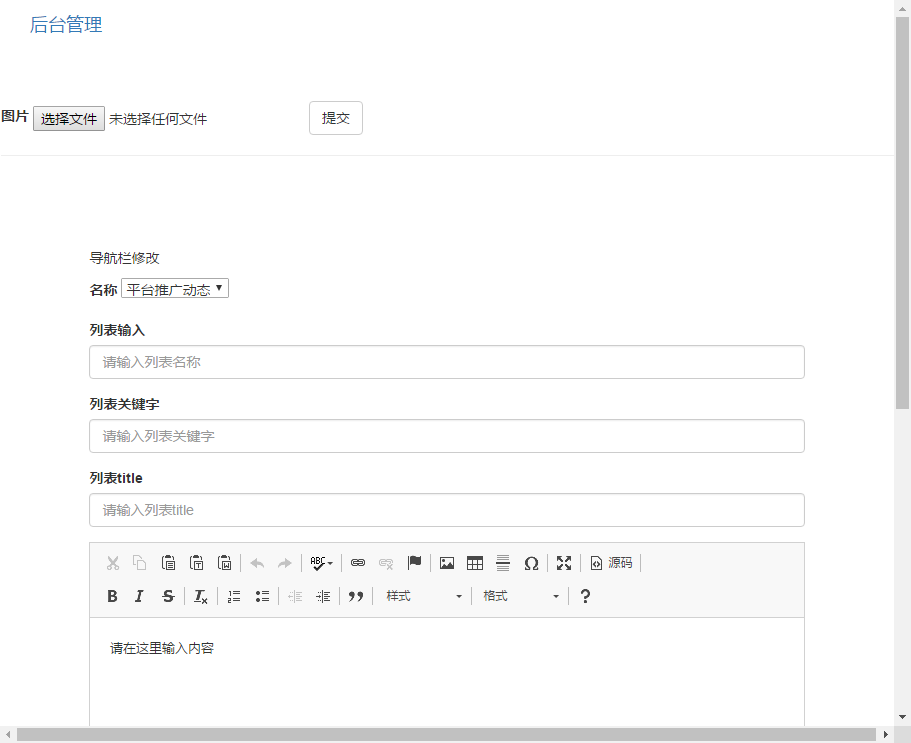 后台管理
图片 选择文件 未选择任何文件 提交
导航栏修改
名称 平台推广动态
列表输入
请输入列表名称
列表关键字
请输入列表关键字
列表title
请输入列表title
ABC Ω 源码
B I S Tx 样式 格式 ?
请在这里输入内容